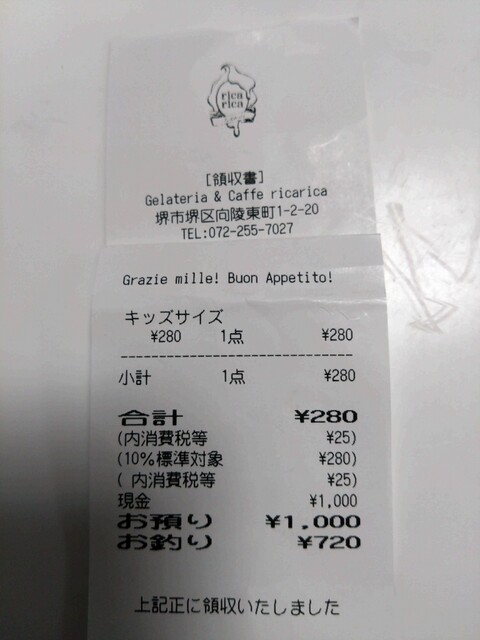 rica
rica
[領収書]
Gelateria & Caffe ricarica
堺市堺区向陵東町1-2-20
TEL:072-255-7027
Grazie mille! Buon Appetito!
キッズサイズ
¥280 1点 ¥280
--------------------------------
小計 1点 ¥280
合計 ¥280
(内消費税等 ¥25)
(10%標準対象 ¥280)
( 内消費税等 ¥25)
現金 ¥1,000
お預り ¥1,000
お釣り ¥720
上記正に領収いたしました